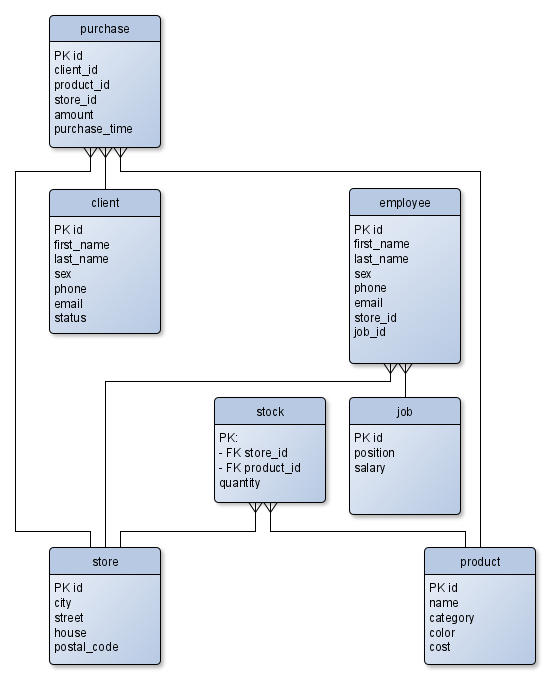 purchase
PK id
client_id
product_id
store_id
amount
purchase_time
client
PK id
first_name
last_name
sex
phone
email
status
employee
PK id
first_name
last_name
sex
phone
email
store_id
job_id
stock
PK:
- FK store_id
- FK product_id
quantity
job
PK id
position
salary
store
PK id
city
street
house
postal_code
product
PK id
name
category
color
cost